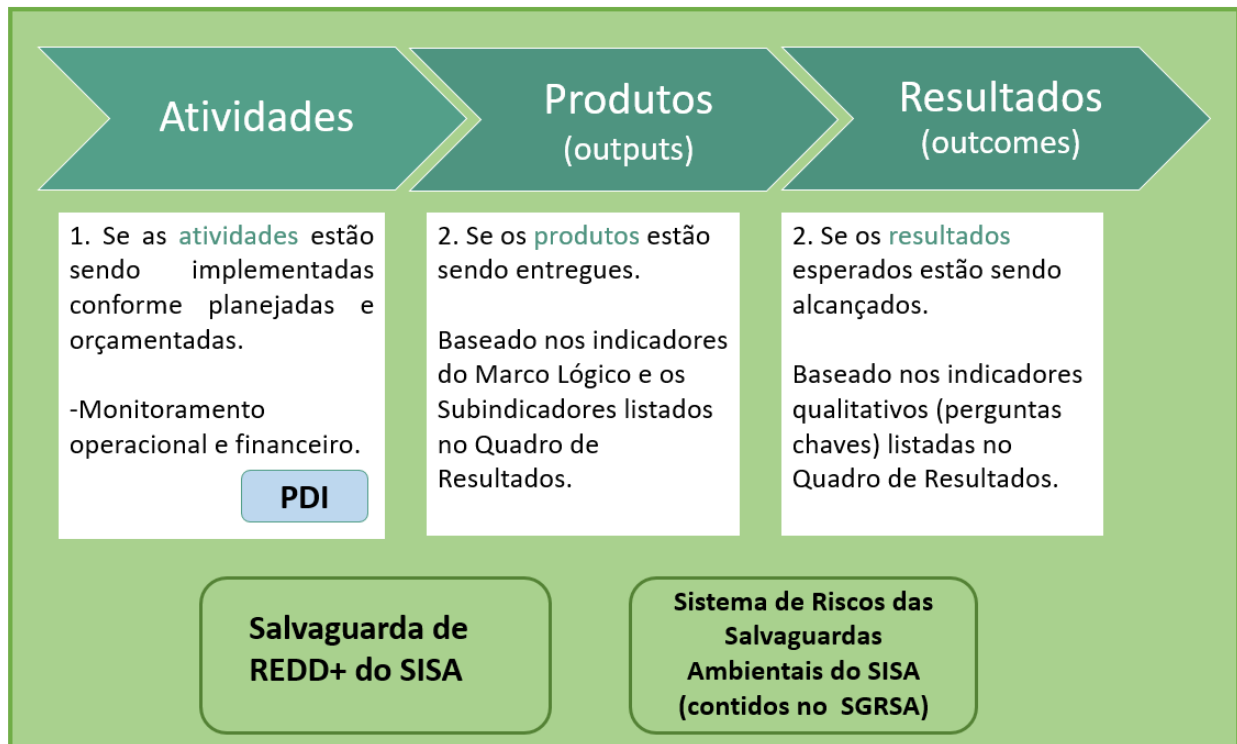 Atividades
Produtos
(outputs)
Resultados
(outcomes)
1. Se as atividades estão
sendo implementadas
conforme planejadas e
orçamentadas.
-Monitoramento
operacional e financeiro.
PDI
2. Se os produtos estão
sendo entregues.
Baseado nos indicadores
do Marco Lógico e os
Subindicadores listados
no Quadro de
Resultados.
2. Se os resultados
esperados estão sendo
alcançados.
Baseado nos indicadores
qualitativos (perguntas
chaves) listadas no
Quadro de Resultados.
Salvaguarda de
REDD+ do SISA
Sistema de Riscos das
Salvaguardas
Ambientais do SISA
(contidos no SGRSA)